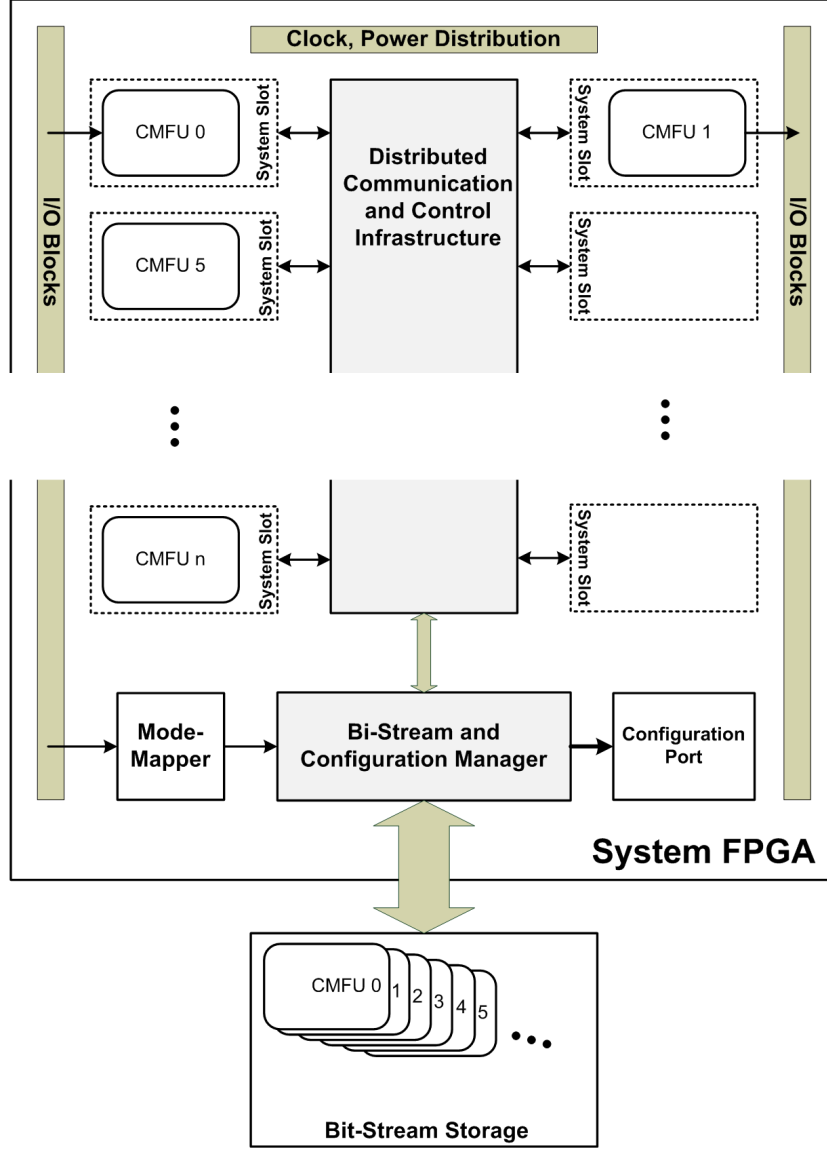 Clock, Power Distribution
I/O Blocks
CMFU 0
System Slot
Distributed
Communication
and Control
Infrastructure
System Slot
CMFU 1
I/O Blocks
CMFU 5
System Slot
System Slot
CMFU n
System Slot
System Slot
Mode-
Mapper
Bi-Stream and
Configuration Manager
Configuration
Port
System FPGA
CMFU 0
1
2
3
4
5
Bit-Stream Storage